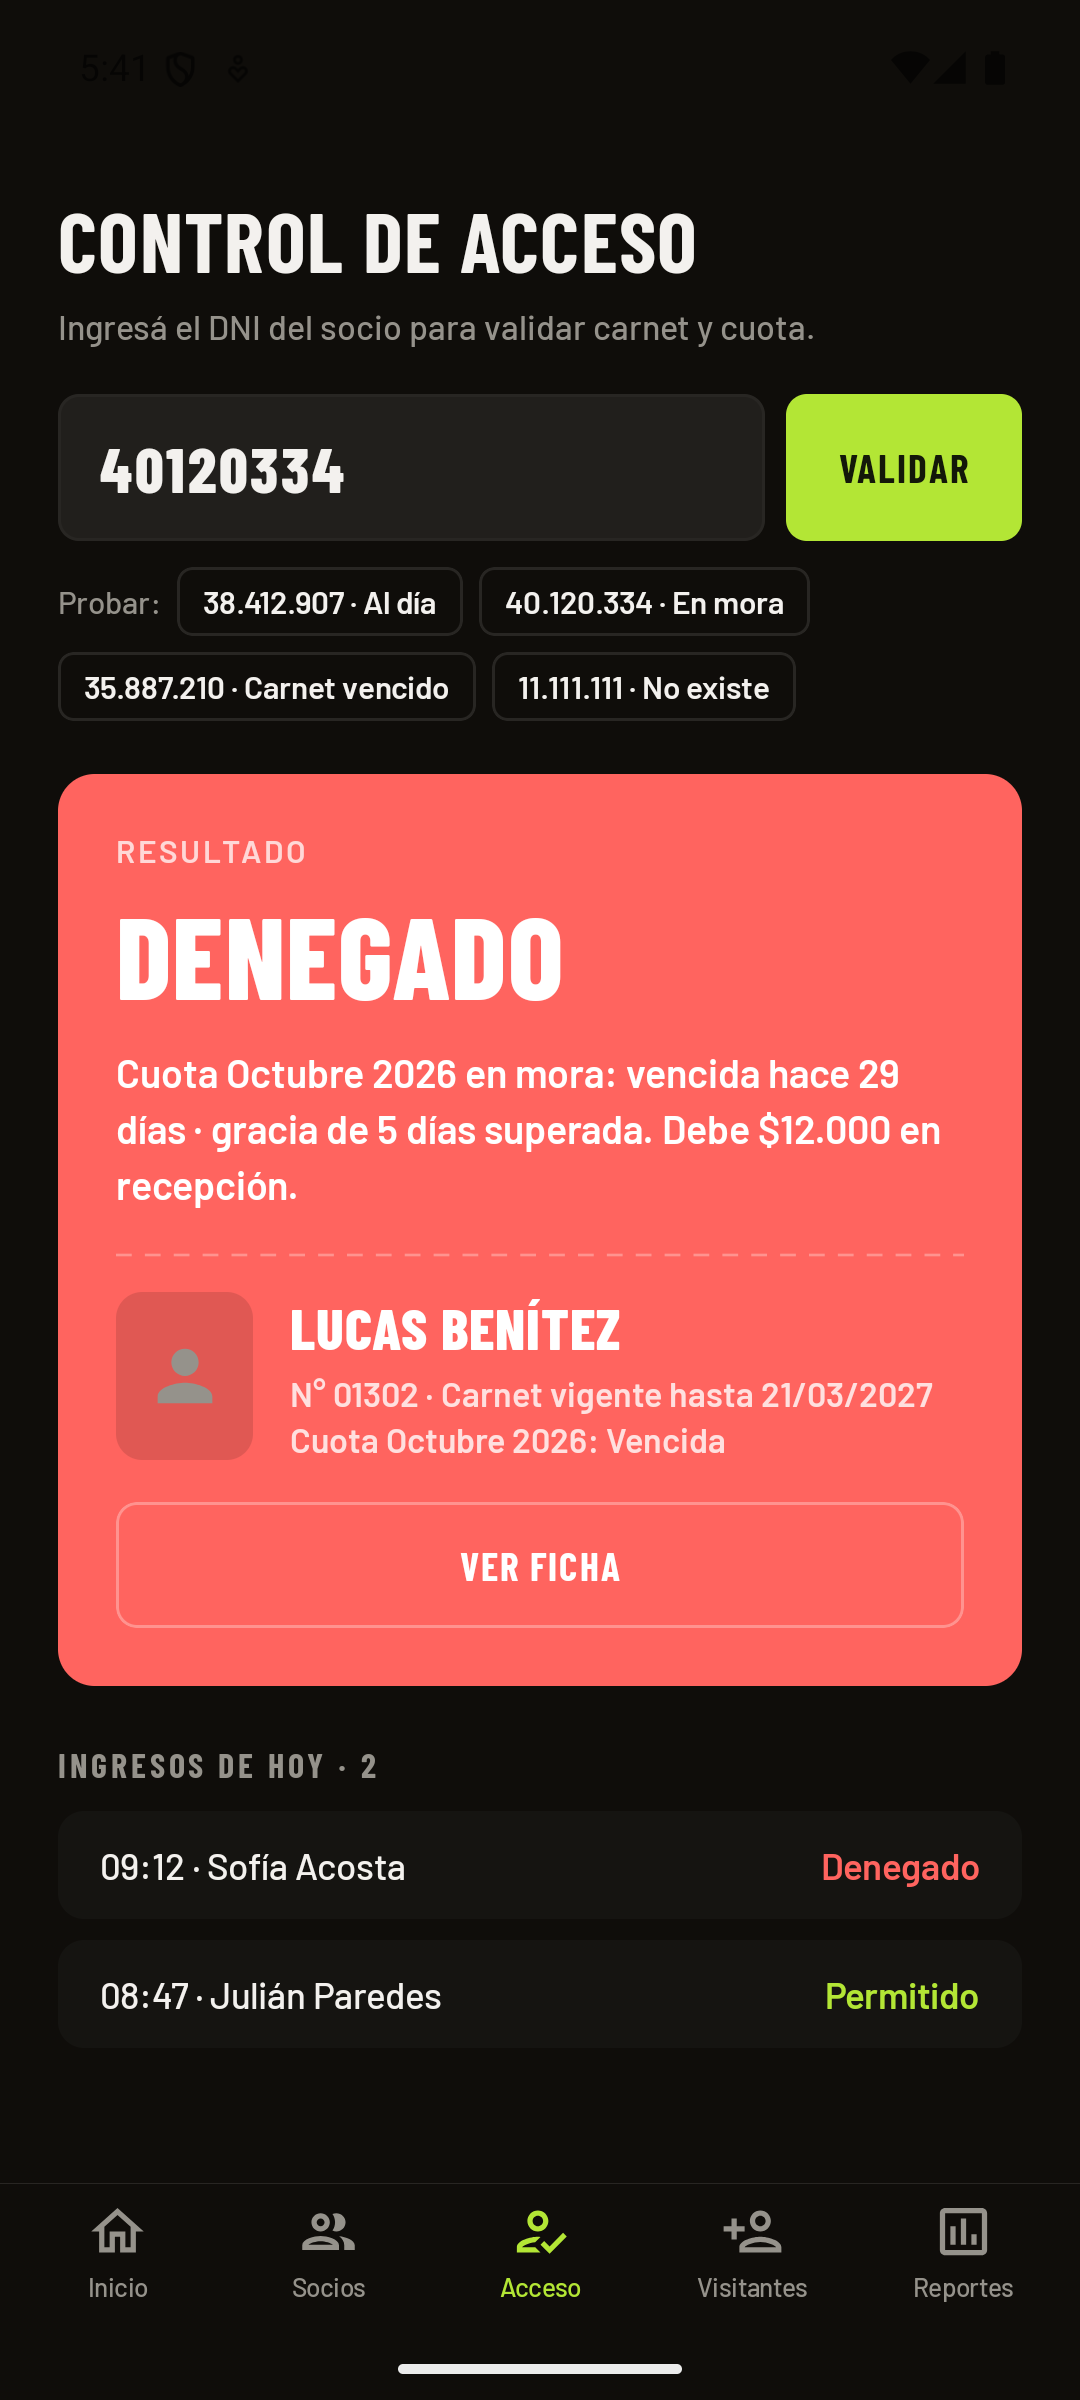 5:41
CONTROL DE ACCESO
Ingresá el DNI del socio para validar carnet y cuota.
40120334
VALIDAR
Probar:
38.412.907 · Al día
40.120.334 · En mora
35.887.210 · Carnet vencido
11.111.111 · No existe
RESULTADO
DENEGADO
Cuota Octubre 2026 en mora: vencida hace 29
días · gracia de 5 días superada. Debe $12.000 en
recepción.
LUCAS BENÍTEZ
N° 01302 · Carnet vigente hasta 21/03/2027
Cuota Octubre 2026: Vencida
VER FICHA
INGRESOS DE HOY · 2
09:12 · Sofía Acosta
Denegado
08:47 · Julián Paredes
Permitido
Inicio
Socios
Acceso
Visitantes
Reportes